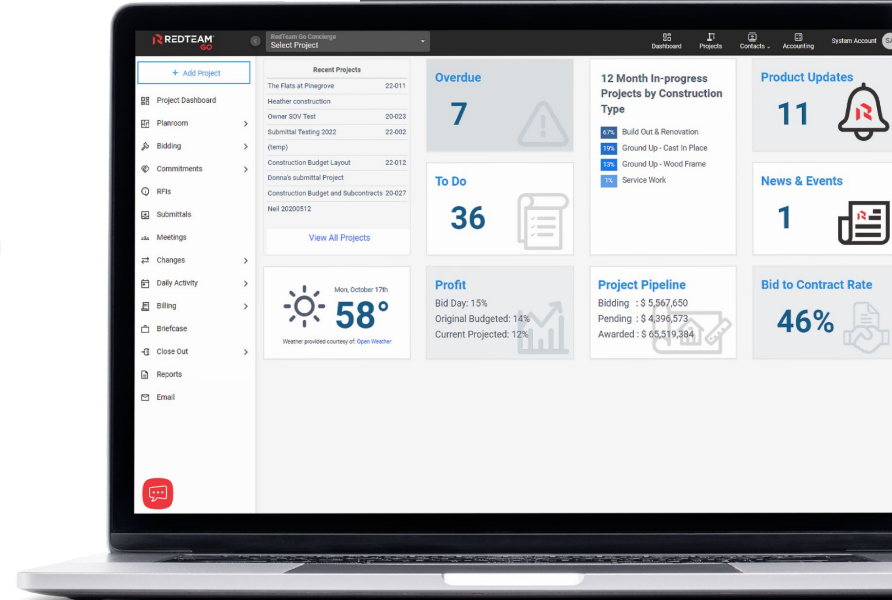 REDTEAM
GO
RedTeam Go Concierge
Select Project
Dashboard
Projects
Contacts
Accounting
System Account
SA
+ Add Project
Project Dashboard
Planroom
Bidding
Commitments
RFIs
Submittals
Meetings
Changes
Daily Activity
Billing
Briefcase
Close Out
Reports
Email
Recent Projects
The Flats at Pinegrove 22-011
Heather construction
Owner SOV Test 20-023
Submittal Testing 2022 22-002
(temp)
Construction Budget Layout 22-012
Donna's submittal Project
Construction Budget and Subcontracts 20-027
Neil 20200512
View All Projects
Overdue
7
12 Month In-progress
Projects by Construction
Type
67% Build Out & Renovation
19% Ground Up - Cast In Place
13% Ground Up - Wood Frame
1% Service Work
Product Updates
11
To Do
36
News & Events
1
Mon, October 17th
58°
Weather provided courtesy of: Open Weather
Profit
Bid Day: 15%
Original Budgeted: 14%
Current Projected: 12%
Project Pipeline
Bidding : $ 5,567,650
Pending : $ 4,396,573
Awarded : $ 65,519,384
Bid to Contract Rate
46%